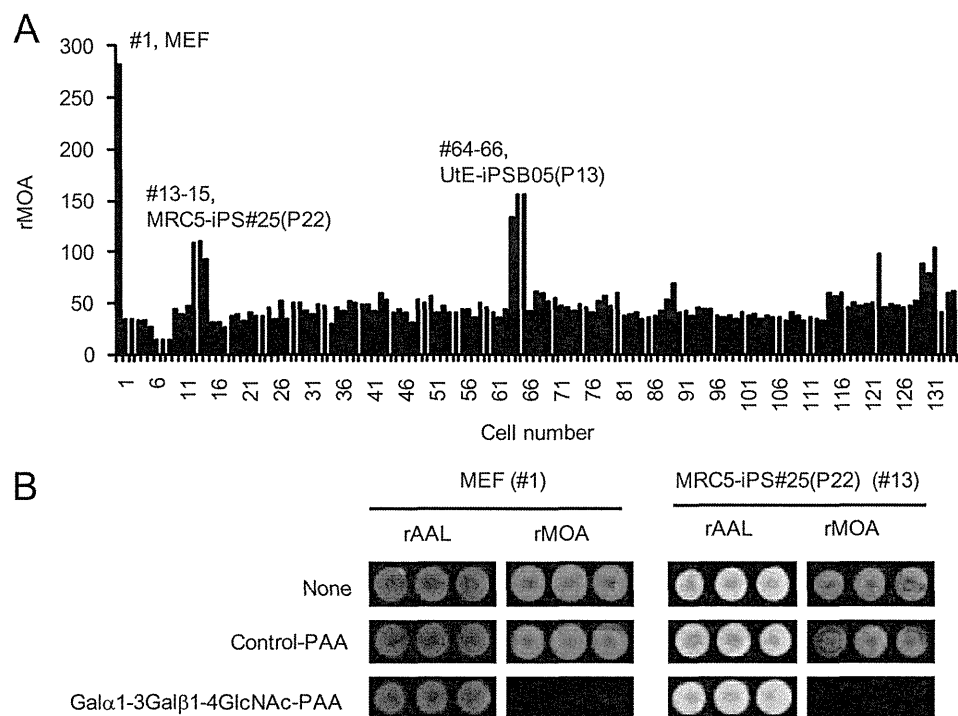 A
#1, MEF
300
250
200
150
100
50
0
rMOA
#13-15,
MRC5-iPS#25(P22)
#64-66,
UtE-iPSB05(P13)
1 6 11 16 21 26 31 36 41 46 51 56 61 66 71 76 81 86 91 96 101 106 111 116 121 126 131
Cell number
B
MEF (#1) MRC5-iPS#25(P22) (#13)
rAAL rMOA rAAL rMOA
None
Control-PAA
Galα1-3Galβ1-4GlcNAc-PAA